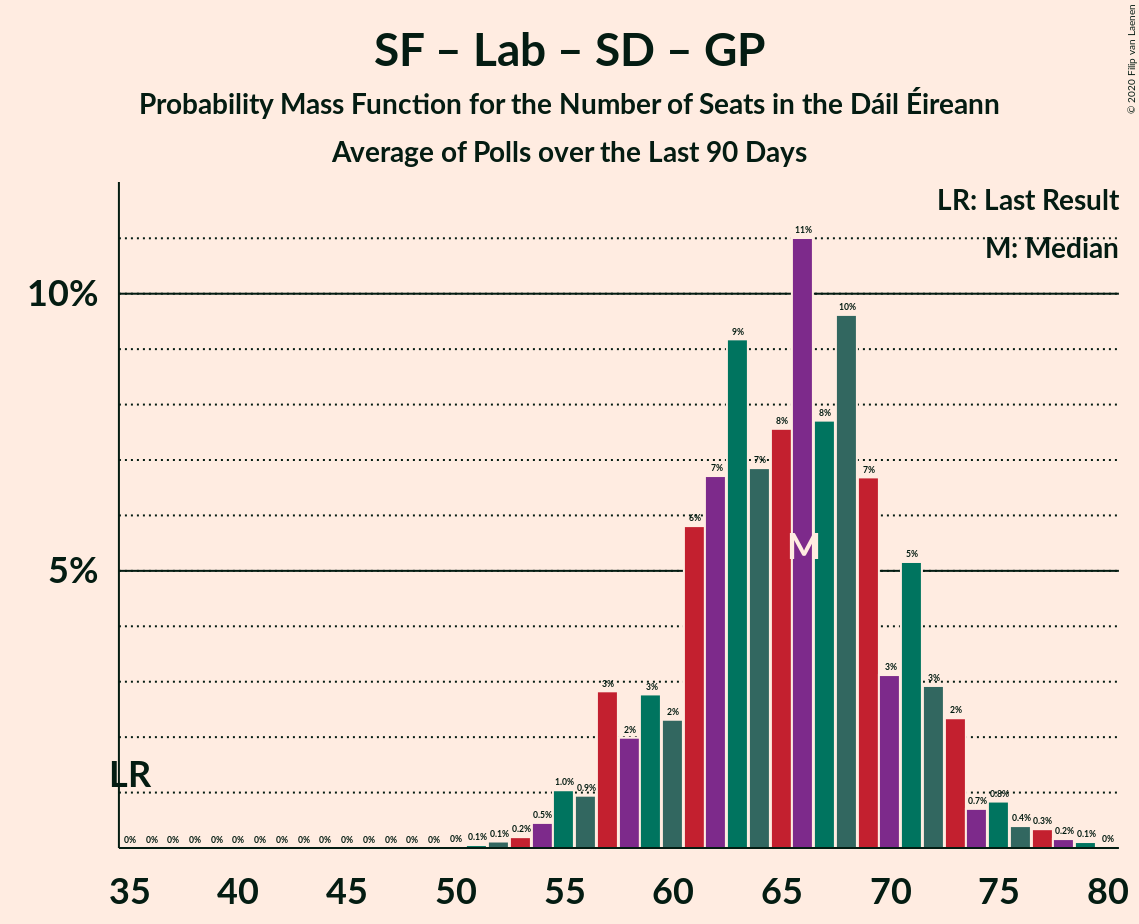 SF – Lab – SD – GP
Probability Mass Function for the Number of Seats in the Dáil Éireann
Average of Polls over the Last 90 Days
© 2020 Filip van Laenen
LR: Last Result
M: Median
10%
5%
LR
M
0% 0% 0% 0% 0% 0% 0% 0% 0% 0% 0% 0% 0% 0% 0% 0% 0.1% 0.1% 0.2% 0.5% 1.0% 0.9% 3% 2% 3% 2% 6% 7% 9% 7% 8% 11% 8% 10% 7% 3% 5% 3% 2% 0.7% 0.8% 0.4% 0.3% 0.2% 0.1% 0%
35 40 45 50 55 60 65 70 75 80